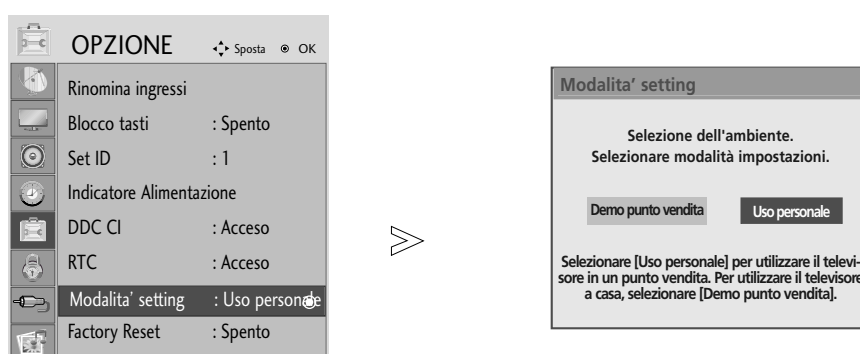 OPZIONE Sposta OK
Rinomina ingressi
Blocco tasti : Spento
Set ID : 1
Indicatore Alimentazione
DDC CI : Acceso
RTC : Acceso
Modalita’ setting : Uso personale
Factory Reset : Spento
Modalita’ setting
Selezione dell'ambiente.
Selezionare modalità impostazioni.
Demo punto vendita Uso personale
Selezionare [Uso personale] per utilizzare il televi-
sore in un punto vendita. Per utilizzare il televisore
a casa, selezionare [Demo punto vendita].